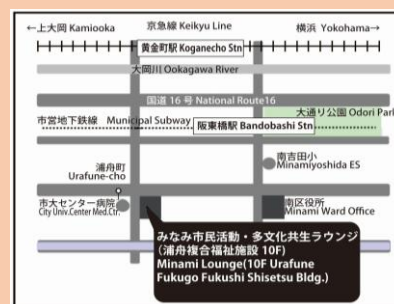 ←上大岡 Kamiooka 京急線 Keikyu Line 横浜 Yokohama→
黄金町駅 Koganecho Stn
大岡川 Ookagawa River
国道 16 号 National Route16
大通り公園 Odori Park
市営地下鉄線 Municipal Subway
阪東橋駅 Bandobashi Stn
南吉田小
Minamiyoshida ES
浦舟町
Urafune-cho
市大センター病院
City Univ.Center Med.Ctr.
南区役所
Minami Ward Office
みなみ市民活動・多文化共生ラウンジ
(浦舟複合福祉施設 10F)
Minami Lounge(10F Urafune
Fukugo Fukushi Shisetsu Bldg.)